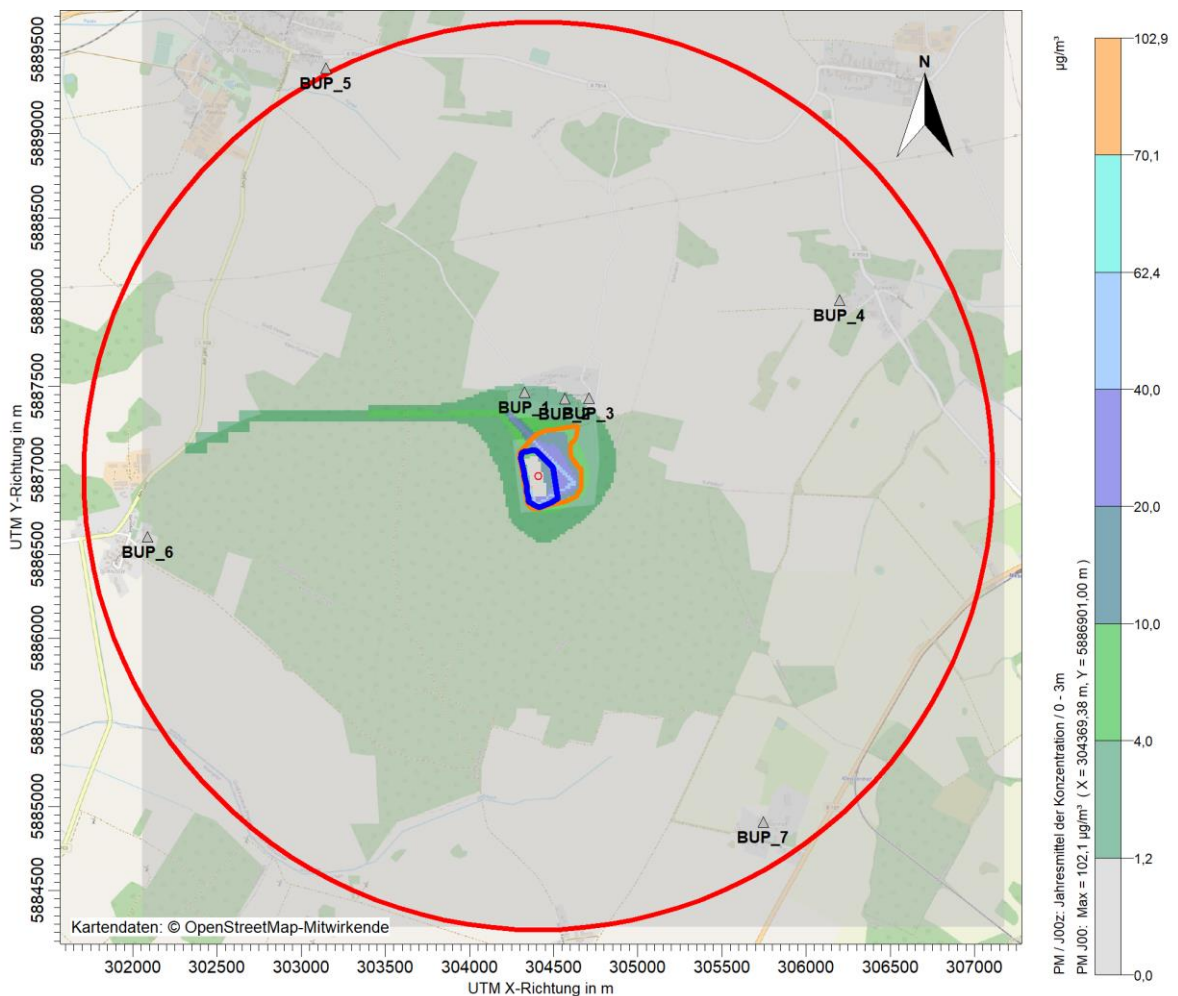 5889500
5889000
5888500
5888000
5887500
5887000
5886500
5886000
5885500
5885000
5884500
UTM Y-Richtung in m
BUP_5
N
BUP_4
BUP_1
BUP_2
BUP_3
BUP_6
BUP_7
Kartendaten: © OpenStreetMap-Mitwirkende
302000 302500 303000 303500 304000 304500 305000 305500 306000 306500 307000
UTM X-Richtung in m
µg/m³
102,9
70,1
62,4
40,0
20,0
10,0
4,0
1,2
0,0
PM / J00z: Jahresmittel der Konzentration / 0 - 3m
PM J00: Max = 102,1 µg/m³ ( X = 304369,38 m, Y = 5886901,00 m )